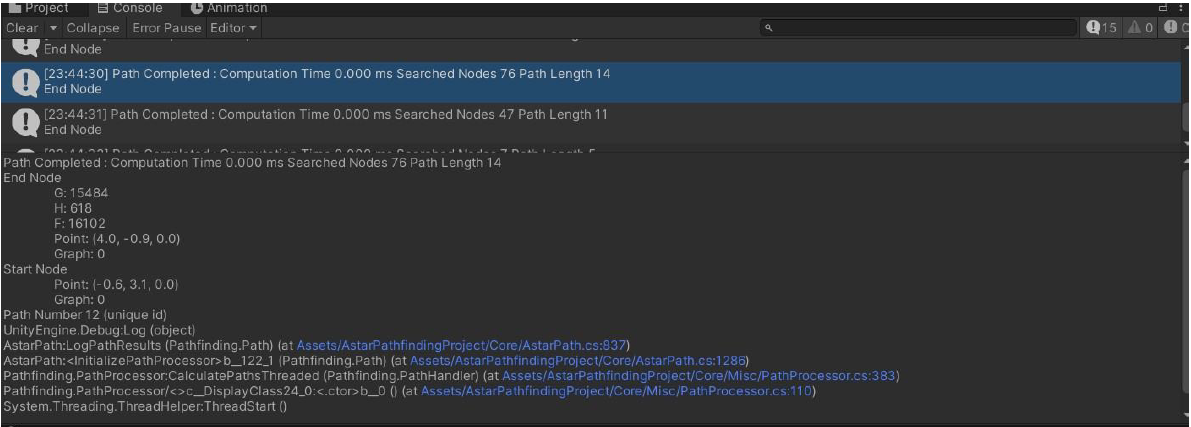 Project Console Animation
Clear Collapse Error Pause Editor 15 0
End Node
[23:44:30] Path Completed : Computation Time 0.000 ms Searched Nodes 76 Path Length 14
End Node
[23:44:31] Path Completed : Computation Time 0.000 ms Searched Nodes 47 Path Length 11
End Node
Path Completed : Computation Time 0.000 ms Searched Nodes 76 Path Length 14
End Node
G: 15484
H: 618
F: 16102
Point: (4.0, -0.9, 0.0)
Graph: 0
Start Node
Point: (-0.6, 3.1, 0.0)
Graph: 0
Path Number 12 (unique id)
UnityEngine.Debug:Log (object)
AstarPath:LogPathResults (Pathfinding.Path) (at Assets/AstarPathfindingProject/Core/AstarPath.cs:837)
AstarPath:<InitializePathProcessor>b__122_1 (Pathfinding.Path) (at Assets/AstarPathfindingProject/Core/AstarPath.cs:1286)
Pathfinding.PathProcessor:CalculatePathsThreaded (Pathfinding.PathHandler) (at Assets/AstarPathfindingProject/Core/Misc/PathProcessor.cs:383)
Pathfinding.PathProcessor/<>c__DisplayClass24_0:<.ctor>b__0 () (at Assets/AstarPathfindingProject/Core/Misc/PathProcessor.cs:110)
System.Threading.ThreadHelper:ThreadStart ()